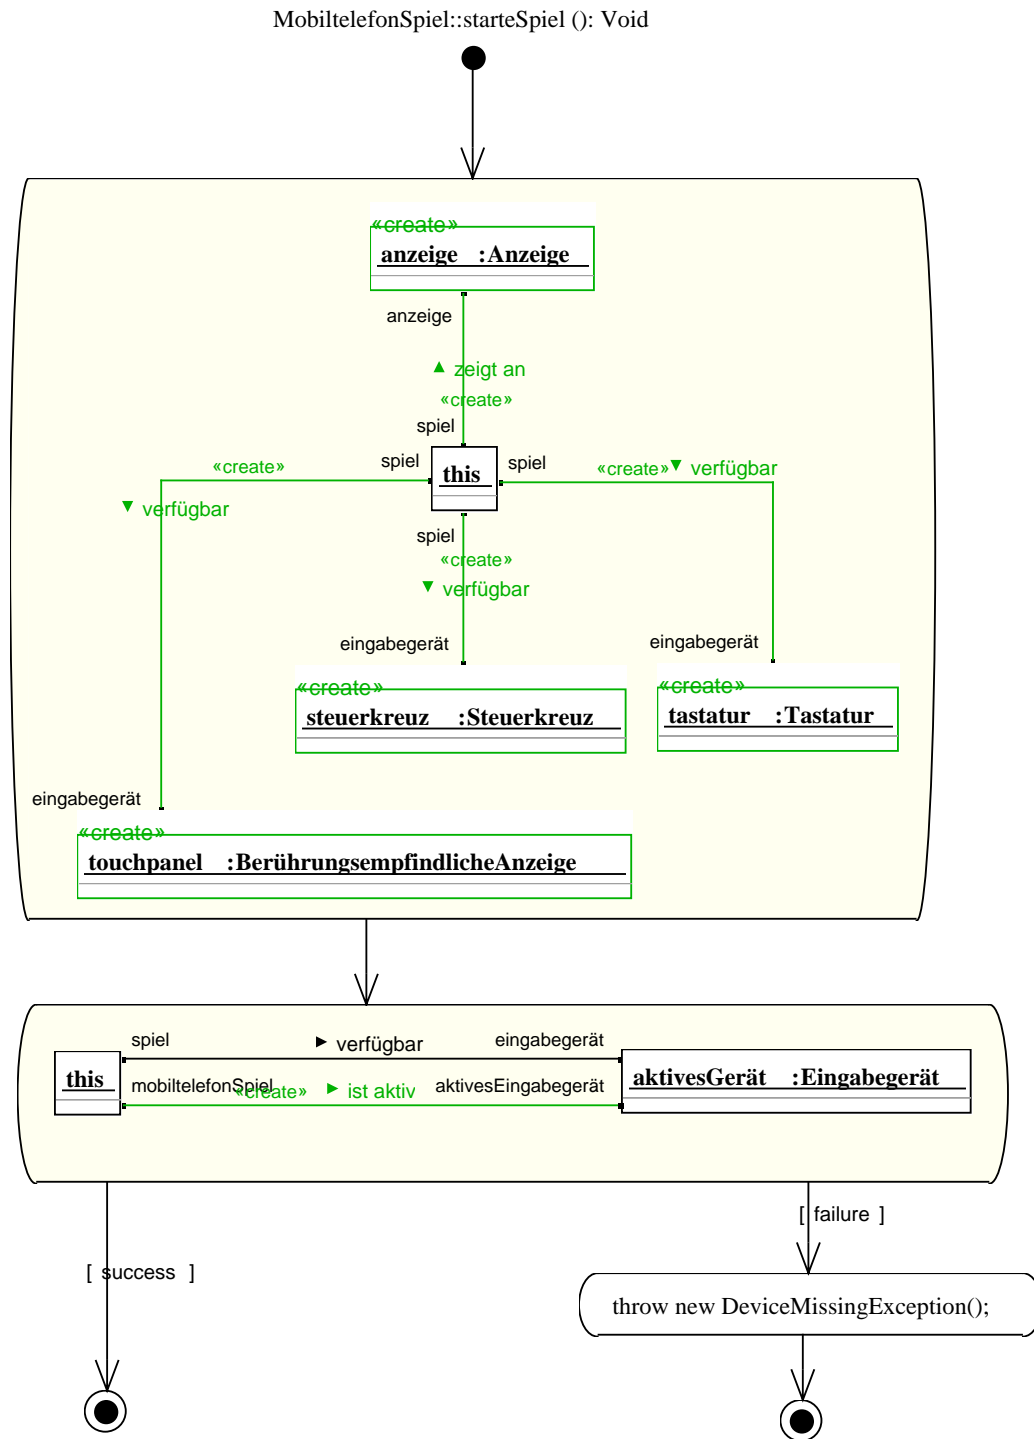 MobiltelefonSpiel::starteSpiel (): Void
«create»
anzeige :Anzeige
anzeige
▲ zeigt an
«create»
spiel
spiel
this
spiel
«create»
«create» ▼ verfügbar
▼ verfügbar
spiel
«create»
▼ verfügbar
eingabegerät
eingabegerät
«create»
steuerkreuz :Steuerkreuz
«create»
tastatur :Tastatur
eingabegerät
«create»
touchpanel :BerührungsempfindlicheAnzeige
spiel
► verfügbar
eingabegerät
this
mobiltelefonSpiel
«create» ► ist aktiv
aktivesEingabegerät
aktivesGerät :Eingabegerät
[ failure ]
[ success ]
throw new DeviceMissingException();